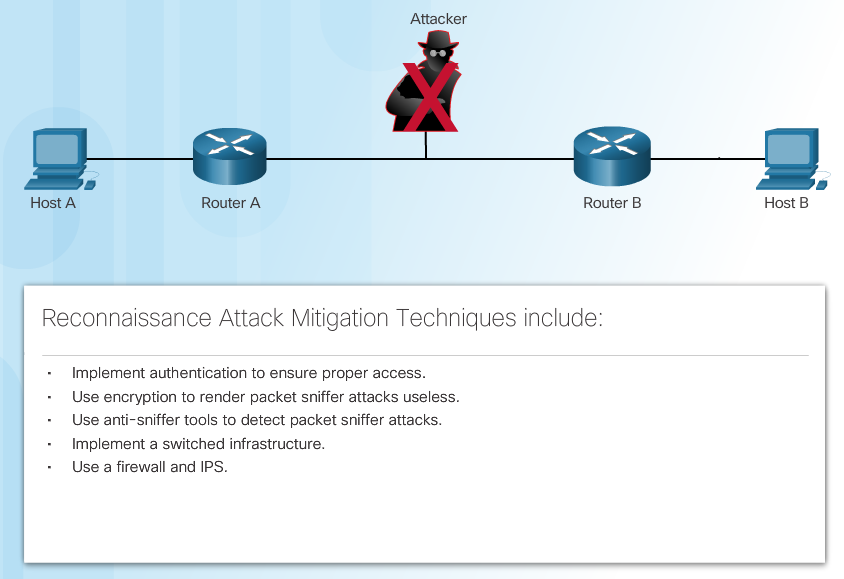 Attacker
Host A
Router A
Router B
Host B
Reconnaissance Attack Mitigation Techniques include:
· Implement authentication to ensure proper access.
· Use encryption to render packet sniffer attacks useless.
· Use anti-sniffer tools to detect packet sniffer attacks.
· Implement a switched infrastructure.
· Use a firewall and IPS.